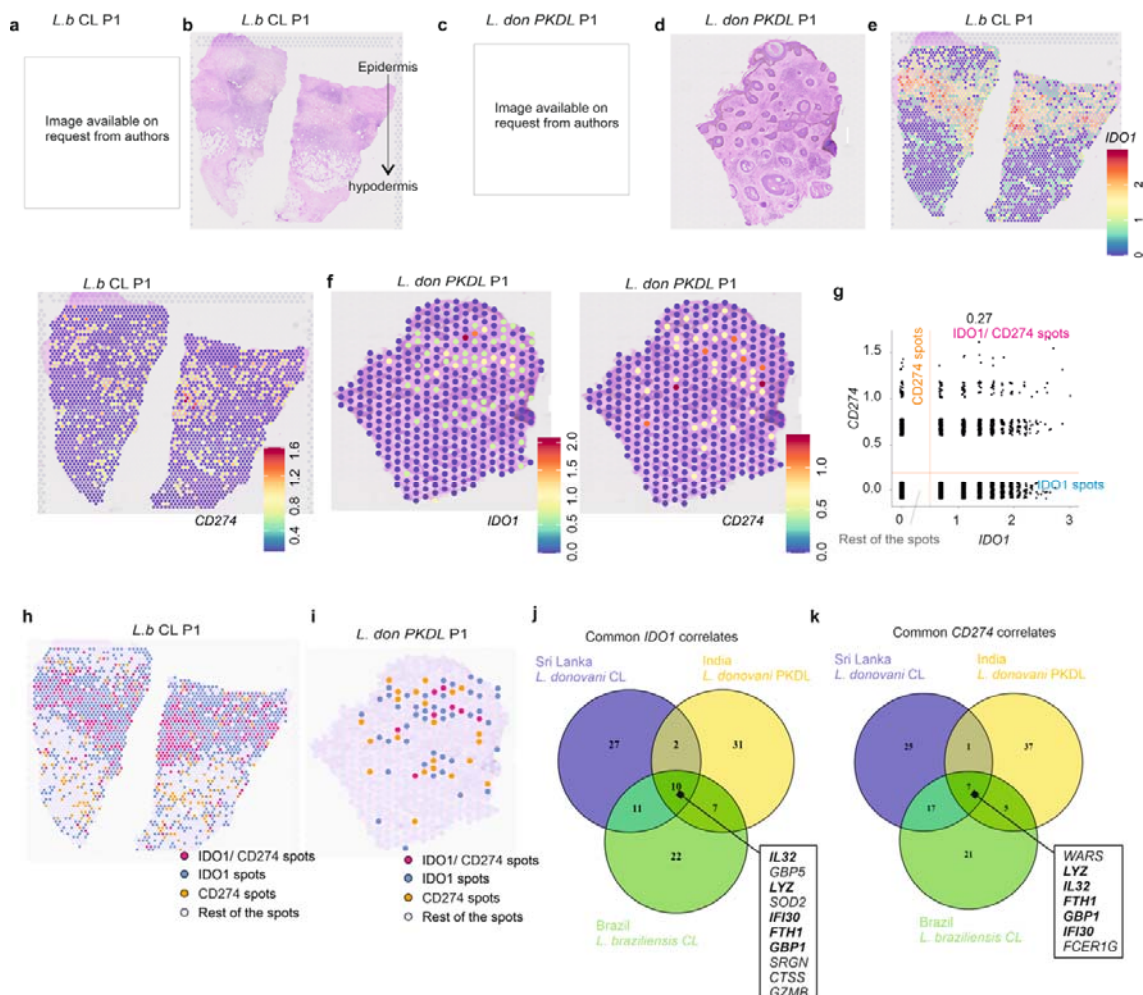 a
L.b CL P1
b
c
L. don PKDL P1
d
L. don PKDL P1
e
L.b CL P1
Image available on
request from authors
Epidermis
hypodermis
Image available on
request from authors
IDO1
2
1
0
L.b CL P1
f
L. don PKDL P1
L. don PKDL P1
g
1.6
1.2
0.8
0.4
CD274
2.0
1.5
1.0
0.5
0.0
IDO1
1.0
0.5
0.0
CD274
0.27
IDO1/ CD274 spots
CD274 spots
CD274
1.5
1.0
0.5
0.0
IDO1 spots
0
1
2
3
Rest of the spots
IDO1
h
L.b CL P1
IDO1/ CD274 spots
IDO1 spots
CD274 spots
Rest of the spots
i
L. don PKDL P1
IDO1/ CD274 spots
IDO1 spots
CD274 spots
Rest of the spots
j
Common IDO1 correlates
Sri Lanka
L. donovani CL
India
L. donovani PKDL
27
2
31
10
11
7
22
Brazil
L. braziliensis CL
IL32
GBP5
LYZ
SOD2
IFI30
FTH1
GBP1
SRGN
CTSS
GZMB
k
Common CD274 correlates
Sri Lanka
L. donovani CL
India
L. donovani PKDL
25
1
37
7
17
5
21
Brazil
L. braziliensis CL
WARS
LYZ
IL32
FTH1
GBP1
IFI30
FCER1G